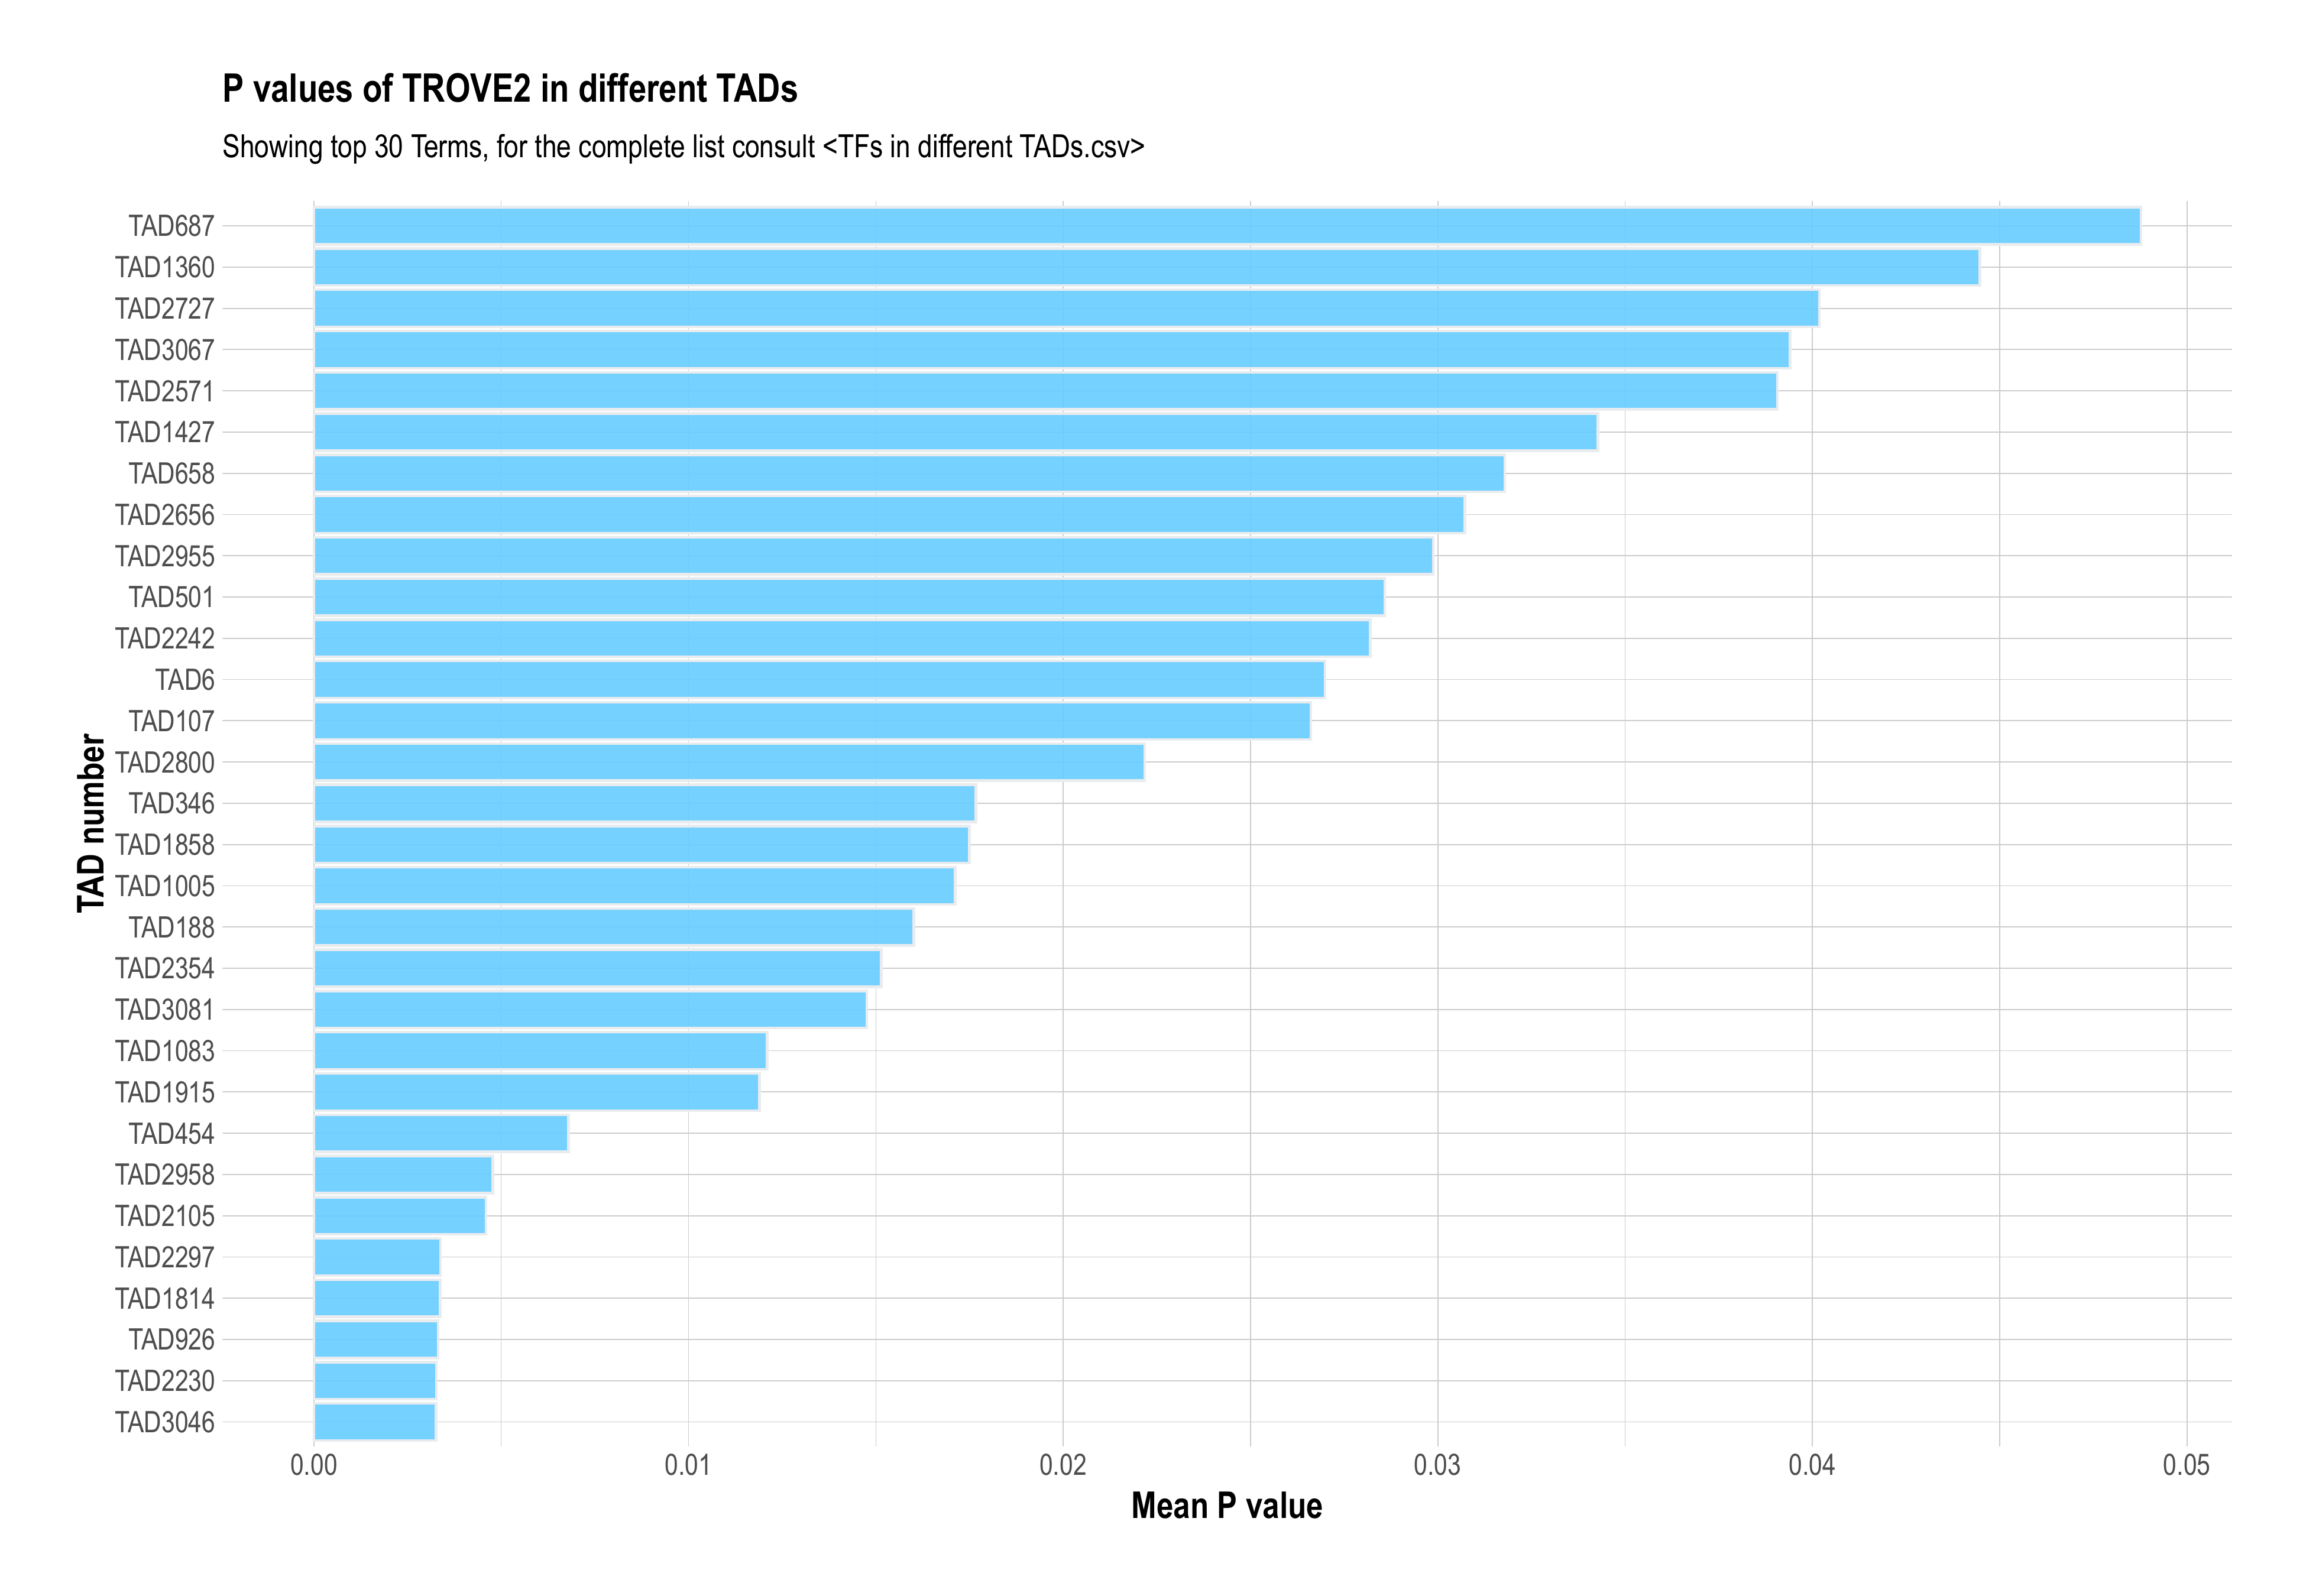 P values of TROVE2 in different TADs
Showing top 30 Terms, for the complete list consult <TFs in different TADs.csv>
TAD number
TAD687
TAD1360
TAD2727
TAD3067
TAD2571
TAD1427
TAD658
TAD2656
TAD2955
TAD501
TAD2242
TAD6
TAD107
TAD2800
TAD346
TAD1858
TAD1005
TAD188
TAD2354
TAD3081
TAD1083
TAD1915
TAD454
TAD2958
TAD2105
TAD2297
TAD1814
TAD926
TAD2230
TAD3046
0.00 0.01 0.02 0.03 0.04 0.05
Mean P value